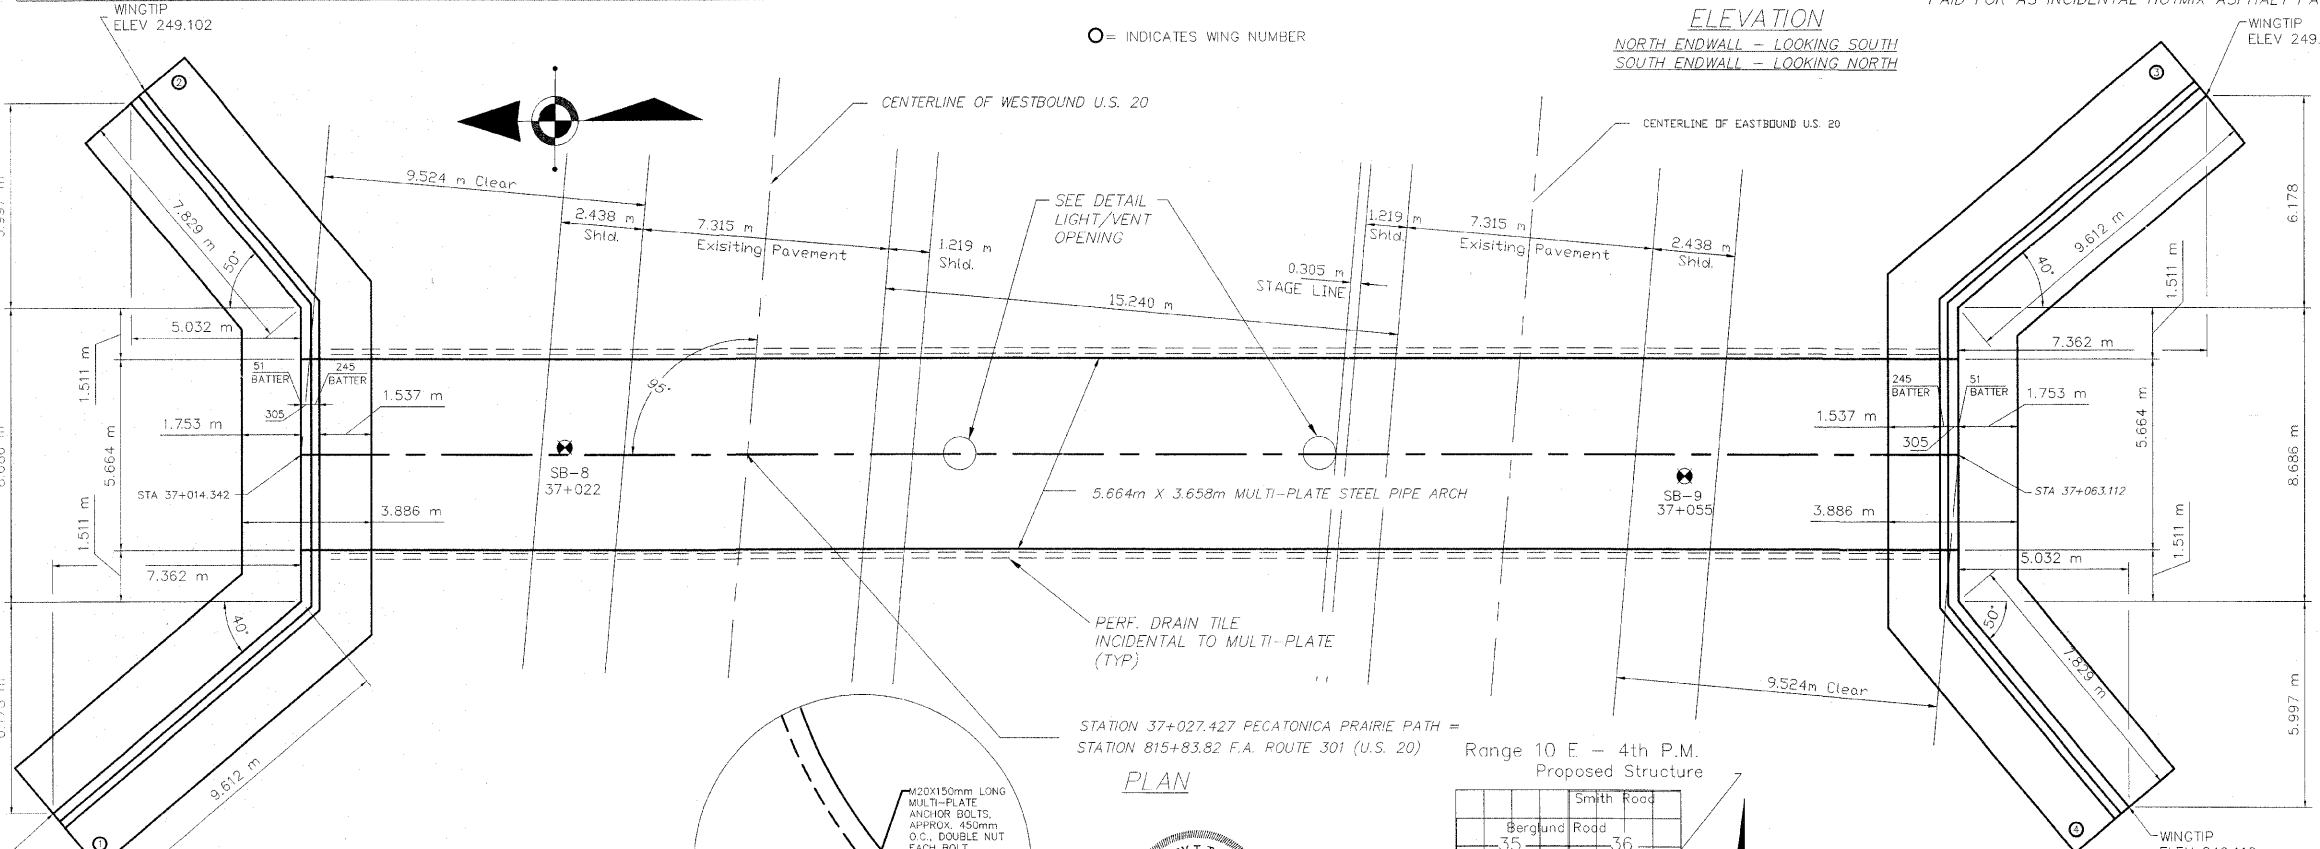 WINGTIP
ELEV 249.102
O= INDICATES WING NUMBER
ELEVATION
NORTH ENDWALL - LOOKING SOUTH
SOUTH ENDWALL - LOOKING NORTH
WINGTIP
ELEV 249.
2
3
CENTERLINE OF WESTBOUND U.S. 20
CENTERLINE OF EASTBOUND U.S. 20
9.524 m Clear
2.438 m
Shld.
7.315 m
Exisiting Pavement
1.219 m
Shld.
SEE DETAIL
LIGHT/VENT
OPENING
1.219 m
Shld.
7.315 m
Exisiting Pavement
2.438 m
Shld.
0.305 m
STAGE LINE
15.240 m
7.829 m
50°
5.032 m
9.612 m
40°
6.178
1.511 m
7.362 m
1.511 m
51
BATTER
245
BATTER
305
1.537 m
1.753 m
95°
245
BATTER
51
BATTER
1.753 m
1.537 m
305
5.664 m
5.664 m
8.686 m
STA 37+014.342
SB-8
37+022
5.664m X 3.658m MULTI-PLATE STEEL PIPE ARCH
SB-9
37+055
STA 37+063.112
3.886 m
3.886 m
1.511 m
1.511 m
7.362 m
5.032 m
40°
50°
PERF. DRAIN TILE
INCIDENTAL TO MULTI-PLATE
(TYP)
7.829 m
9.524m Clear
5.997 m
9.612 m
STATION 37+027.427 PECATONICA PRAIRIE PATH =
STATION 815+83.82 F.A. ROUTE 301 (U.S. 20)
PLAN
Range 10 E - 4th P.M.
Proposed Structure
M20X150mm LONG
MULTI-PLATE
ANCHOR BOLTS,
APPROX. 450mm
O.C., DOUBLE NUT
EACH BOLT
Smith Road
Berglund Road
35
36
1
4
WINGTIP